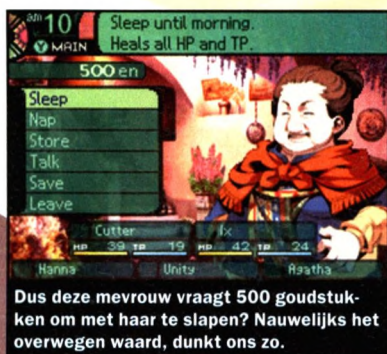 am 10 Sleep until morning.
Y MAIN Heals all HP and TP.
500 en
Sleep
Nap
Store
Talk
Save
Leave
Cutter Ix
HP 39 TP 19 HP 42 TP 24
Hanna Unity Agatha
Dus deze mevrouw vraagt 500 goudstuk-
ken om met haar te slapen? Nauwelijks het
overwegen waard, dunkt ons zo.